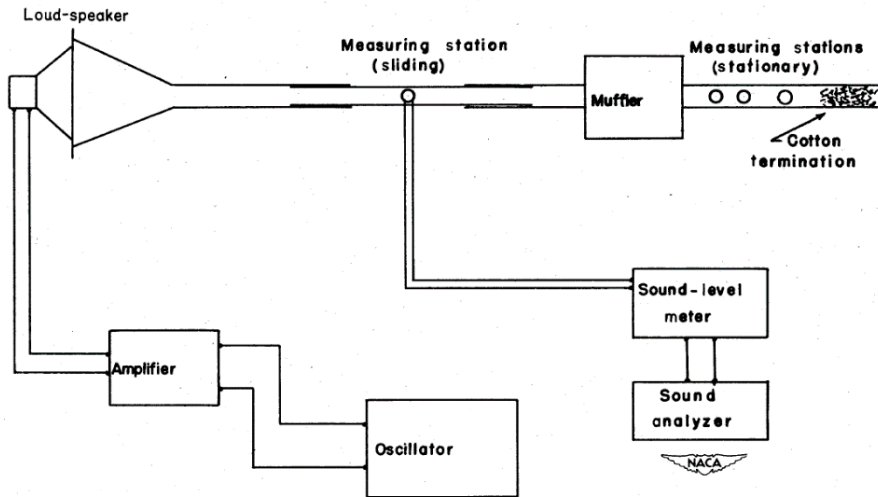 Loud-speaker
Measuring station
(sliding)
Measuring stations
(stationary)
Muffler
Cotton
termination
Sound-level
meter
Amplifier
Sound
analyzer
Oscillator
NACA